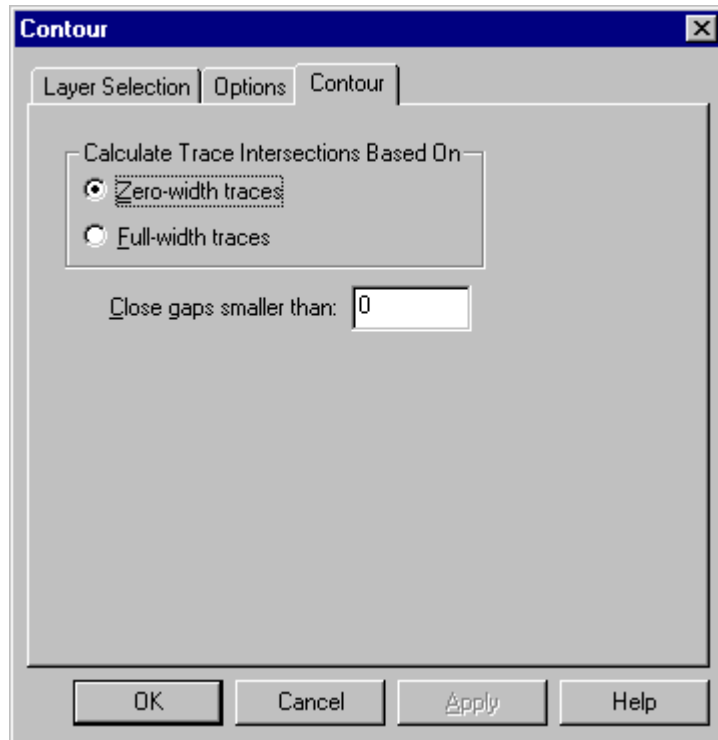 Contour
Layer Selection Options Contour
Calculate Trace Intersections Based On
Zero-width traces
Full-width traces
Close gaps smaller than: 0
OK Cancel Apply Help